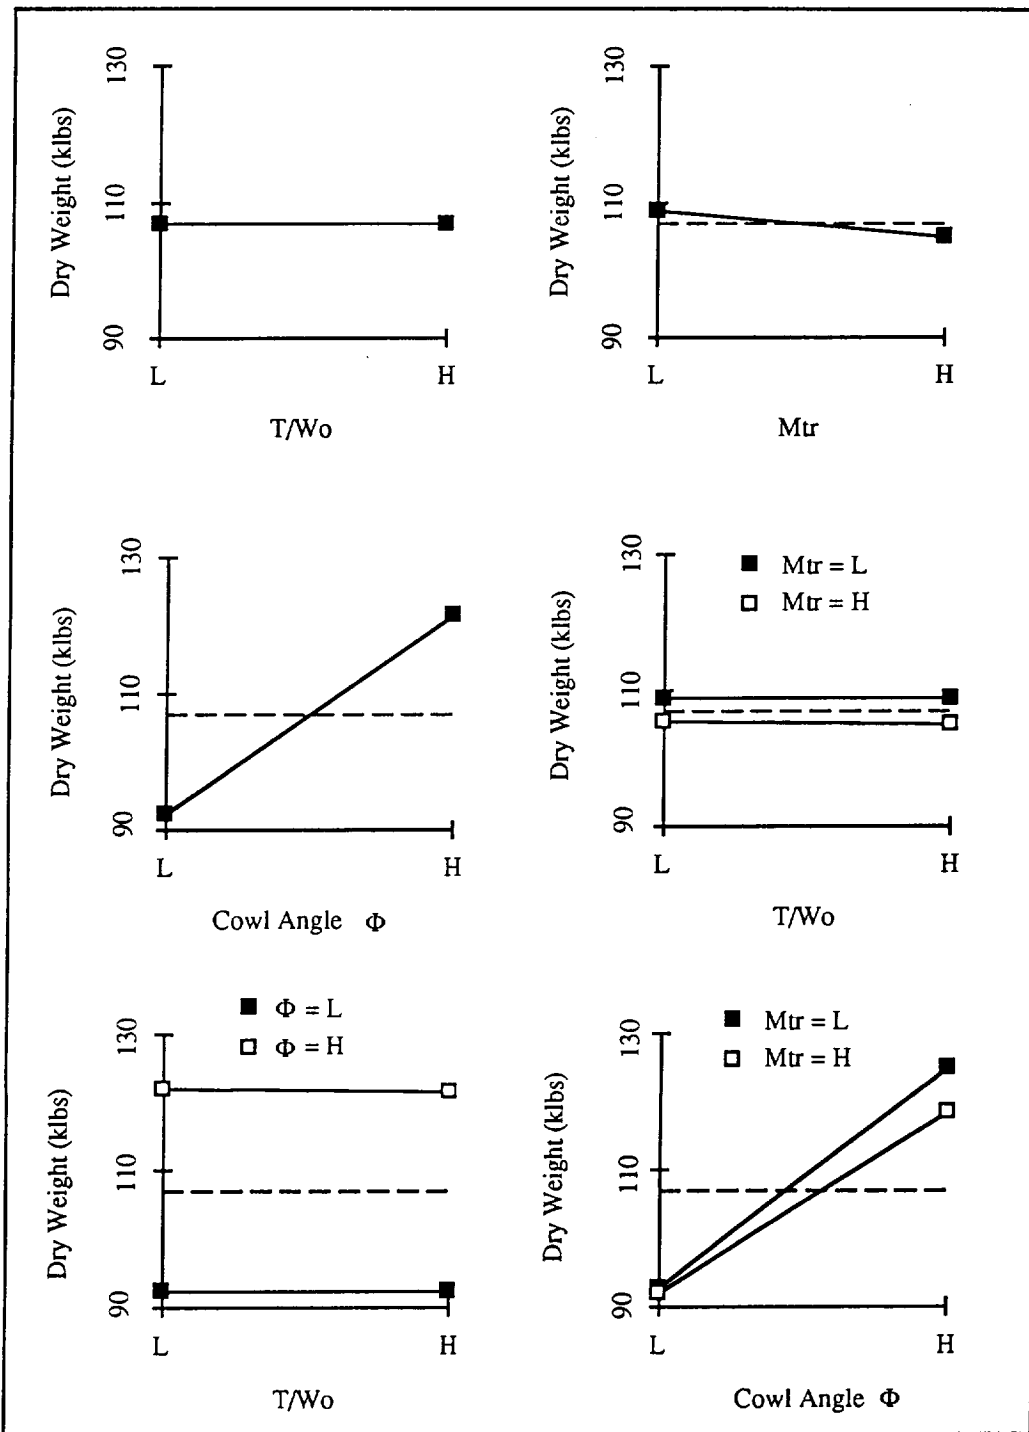 130
110
90
Dry Weight (klbs)
L
H
T/Wo
130
110
90
Dry Weight (klbs)
L
H
Mtr
130
110
90
Dry Weight (klbs)
L
H
Cowl Angle Φ
Mtr = L
Mtr = H
130
110
90
Dry Weight (klbs)
L
H
T/Wo
Φ = L
Φ = H
130
110
90
Dry Weight (klbs)
L
H
T/Wo
Mtr = L
Mtr = H
130
110
90
Dry Weight (klbs)
L
H
Cowl Angle Φ